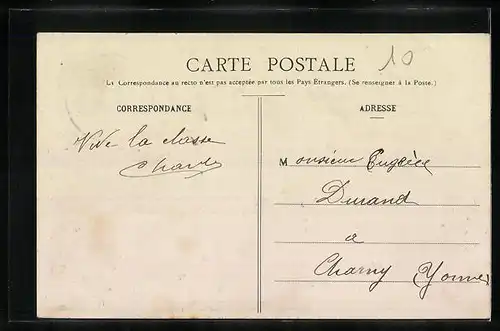 CARTE POSTALE
10
La Correspondance au recto n'est pas acceptée par tous les Pays Etrangers. (Se renseigner à la Poste.)
CORRESPONDANCE
Vive la classe
ADRESSE
Monsieur Eugène
Durand
a
Charny (Yonne)